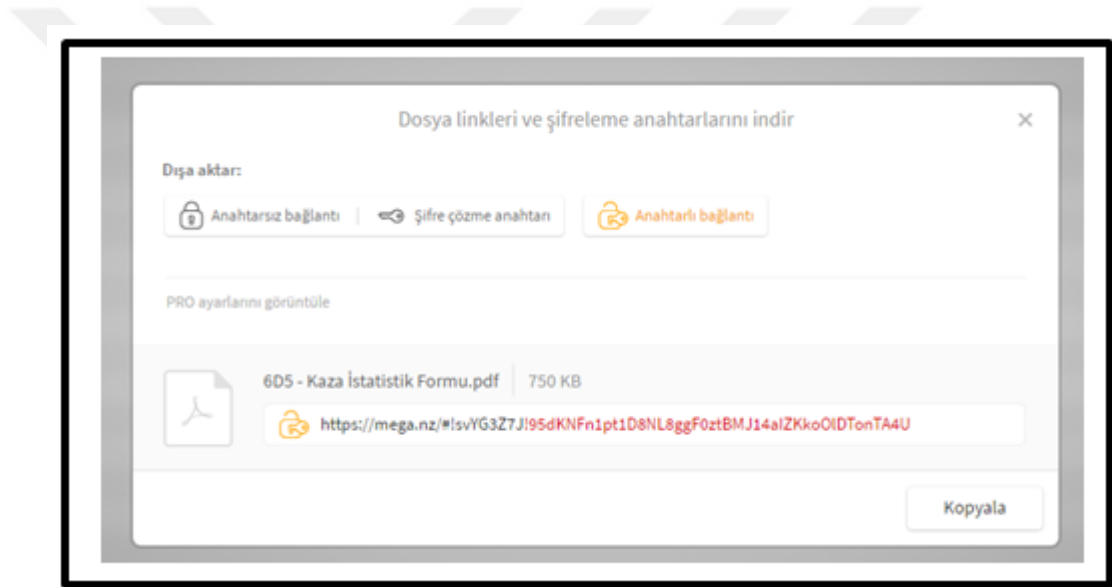 Dosya linkleri ve şifreleme anahtarlarını indir
Dışa aktar:
Anahtarsız bağlantı Şifre çözme anahtarı Anahtarlı bağlantı
PRO ayarlarını görüntüle
6D5 - Kaza İstatistik Formu.pdf 750 KB
https://mega.nz/#!svYG3Z7J!95dKNFn1pt1D8NL8ggF0ztBMJ14aIZKkoOlDTonTA4U
Kopyala